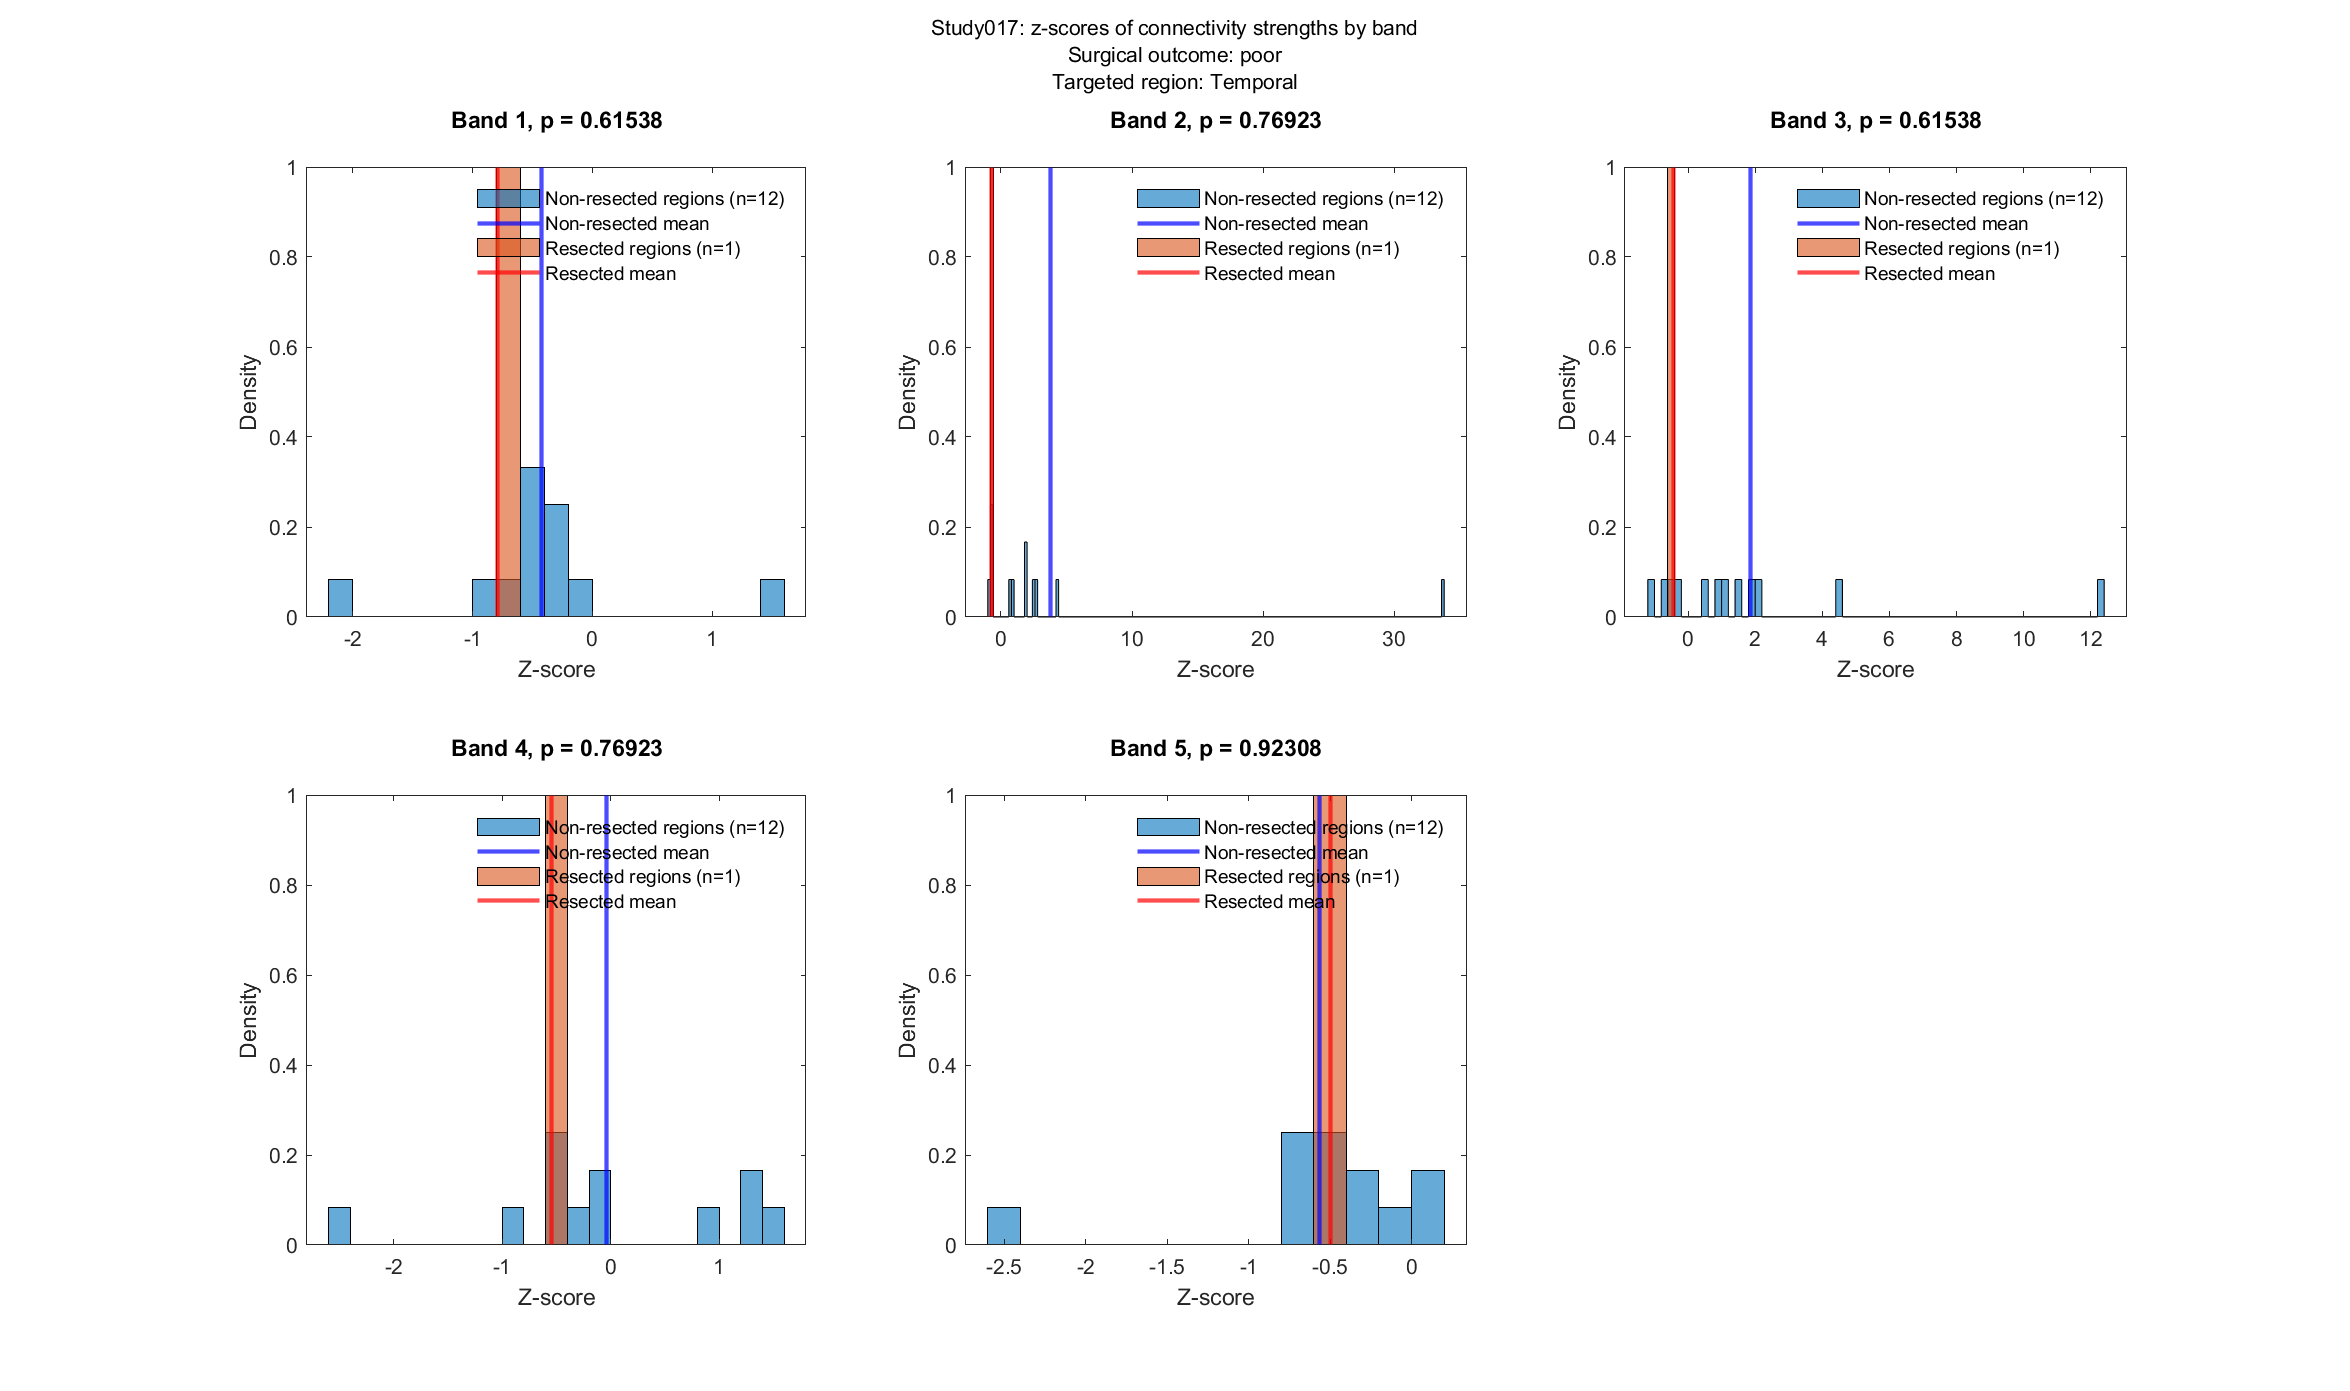 Study017: z-scores of connectivity strengths by band
Surgical outcome: poor
Targeted region: Temporal
Band 1, p = 0.61538
1
0.8
0.6
0.4
0.2
0
Density
-2
-1
0
1
Z-score
Non-resected regions (n=12)
Non-resected mean
Resected regions (n=1)
Resected mean
Band 2, p = 0.76923
1
0.8
0.6
0.4
0.2
0
Density
0
10
20
30
Z-score
Non-resected regions (n=12)
Non-resected mean
Resected regions (n=1)
Resected mean
Band 3, p = 0.61538
1
0.8
0.6
0.4
0.2
0
Density
0
2
4
6
8
10
12
Z-score
Non-resected regions (n=12)
Non-resected mean
Resected regions (n=1)
Resected mean
Band 4, p = 0.76923
1
0.8
0.6
0.4
0.2
0
Density
-2
-1
0
1
Z-score
Non-resected regions (n=12)
Non-resected mean
Resected regions (n=1)
Resected mean
Band 5, p = 0.92308
1
0.8
0.6
0.4
0.2
0
Density
-2.5
-2
-1.5
-1
-0.5
0
Z-score
Non-resected regions (n=12)
Non-resected mean
Resected regions (n=1)
Resected mean